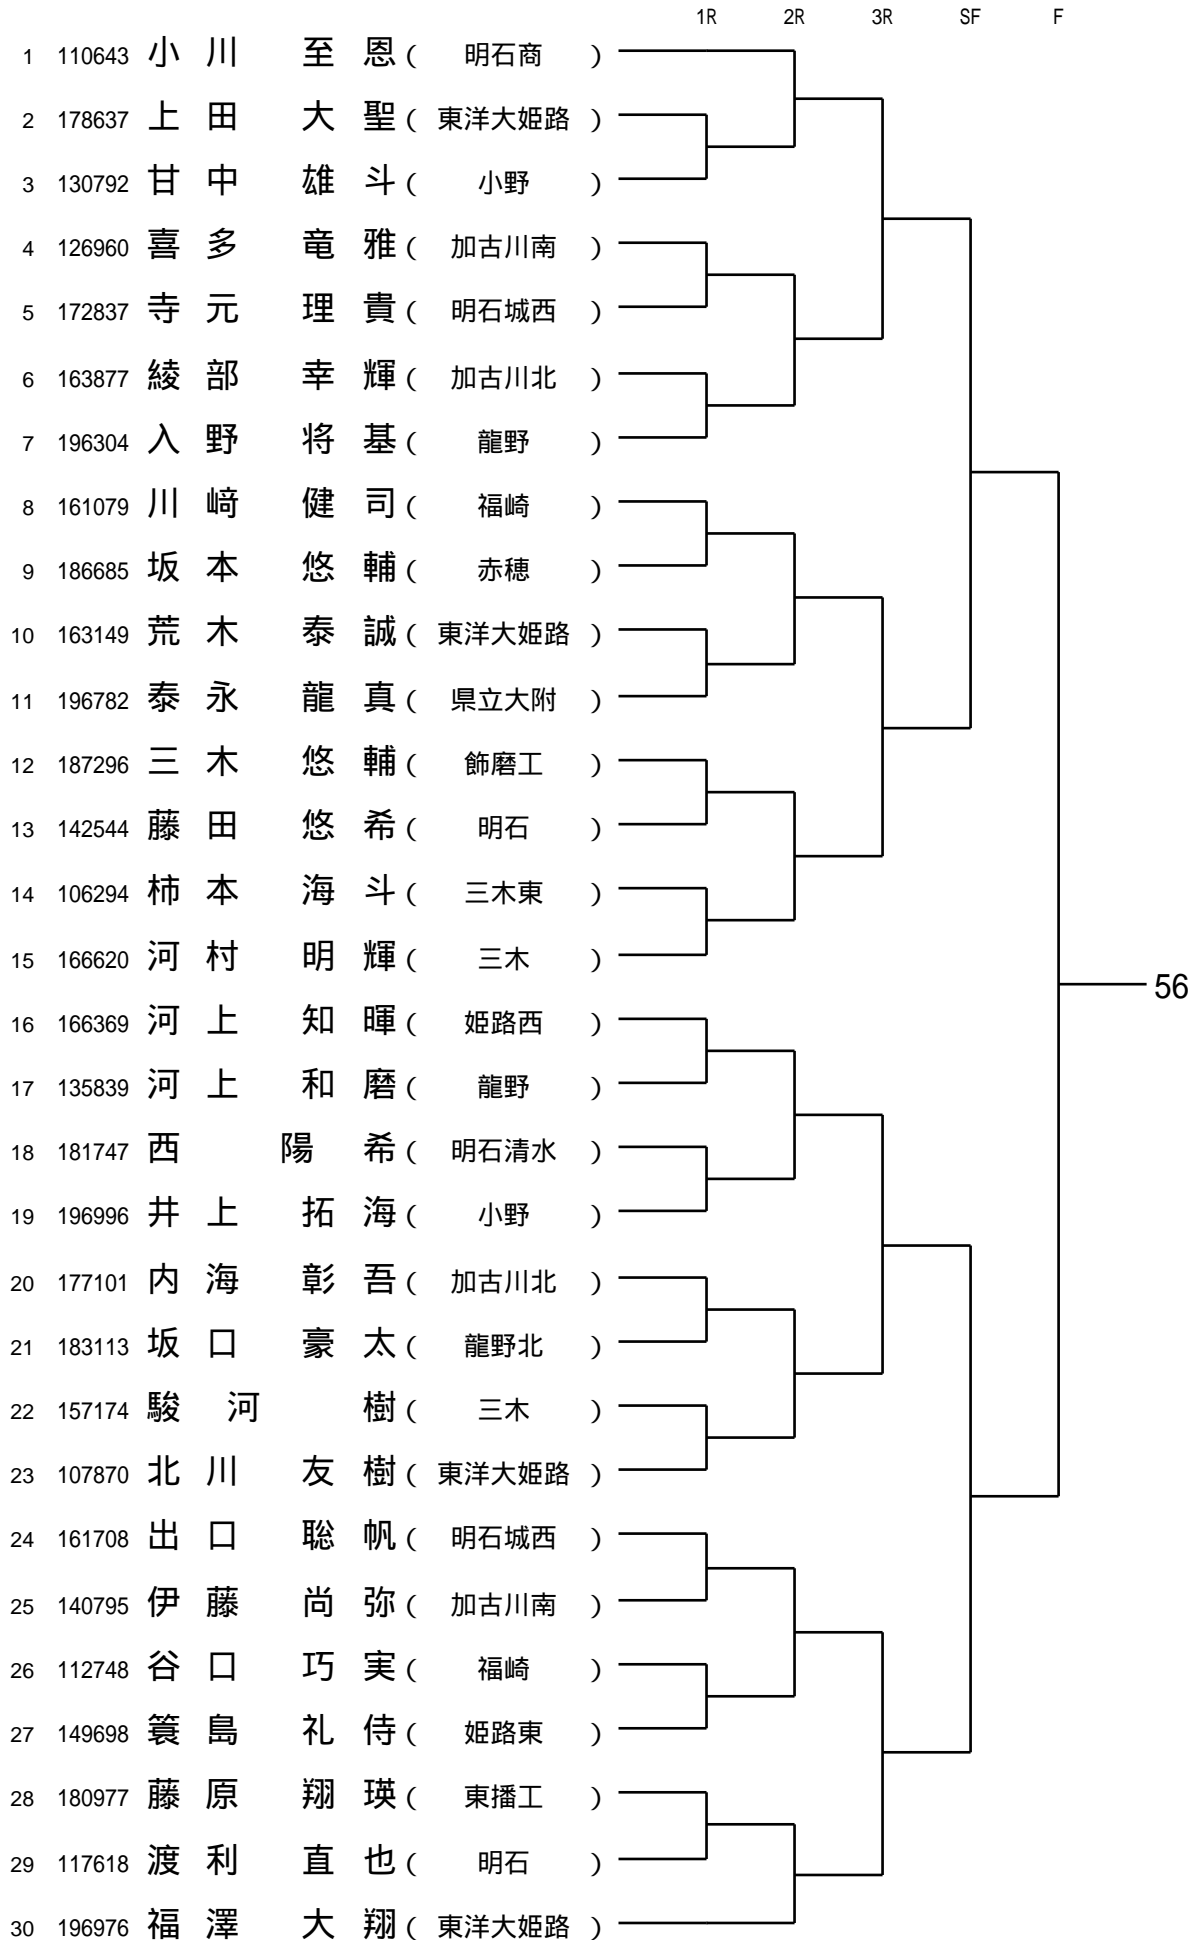 1R 2R 3R SF F
1 110643 小川 至恩 ( 明石商 )
2 178637 上田 大聖 ( 東洋大姫路 )
3 130792 甘中 雄斗 ( 小野 )
4 126960 喜多 竜雅 ( 加古川南 )
5 172837 寺元 理貴 ( 明石城西 )
6 163877 綾部 幸輝 ( 加古川北 )
7 196304 入野 将基 ( 龍野 )
8 161079 川﨑 健司 ( 福崎 )
9 186685 坂本 悠輔 ( 赤穂 )
10 163149 荒木 泰誠 ( 東洋大姫路 )
11 196782 泰永 龍真 ( 県立大附 )
12 187296 三木 悠輔 ( 飾磨工 )
13 142544 藤田 悠希 ( 明石 )
14 106294 柿本 海斗 ( 三木東 )
15 166620 河村 明輝 ( 三木 )
56
16 166369 河上 知暉 ( 姫路西 )
17 135839 河上 和磨 ( 龍野 )
18 181747 西 陽希 ( 明石清水 )
19 196996 井上 拓海 ( 小野 )
20 177101 内海 彰吾 ( 加古川北 )
21 183113 坂口 豪太 ( 龍野北 )
22 157174 駿河 樹 ( 三木 )
23 107870 北川 友樹 ( 東洋大姫路 )
24 161708 出口 聡帆 ( 明石城西 )
25 140795 伊藤 尚弥 ( 加古川南 )
26 112748 谷口 巧実 ( 福崎 )
27 149698 簑島 礼侍 ( 姫路東 )
28 180977 藤原 翔瑛 ( 東播工 )
29 117618 渡利 直也 ( 明石 )
30 196976 福澤 大翔 ( 東洋大姫路 )